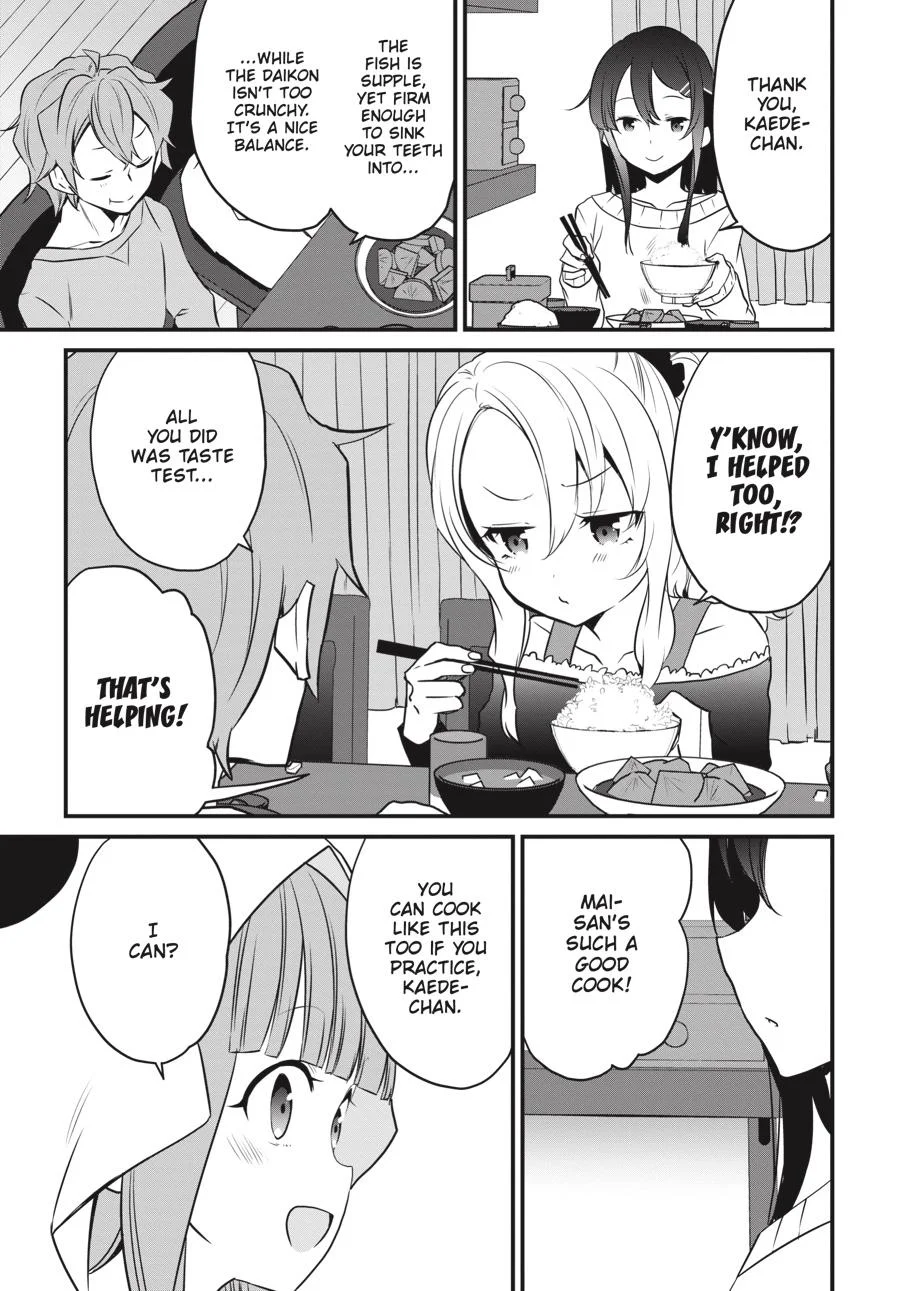 THANK
YOU,
KAEDE-
CHAN.
THE
FISH IS
SUPPLE,
YET FIRM
ENOUGH
TO SINK
YOUR TEETH
INTO...
...WHILE
THE DAIKON
ISN'T TOO
CRUNCHY.
IT'S A NICE
BALANCE.
Y'KNOW,
I HELPED
TOO,
RIGHT!?
ALL
YOU DID
WAS TASTE
TEST...
THAT'S
HELPING!
MAI-
SAN'S
SUCH A
GOOD
COOK!
YOU
CAN COOK
LIKE THIS
TOO IF YOU
PRACTICE,
KAEDE-
CHAN.
I
CAN?